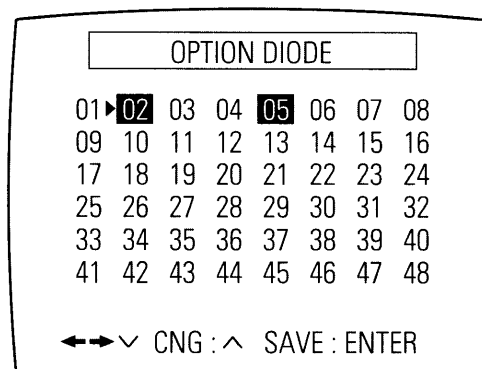 OPTION DIODE
01▶02 03 04 05 06 07 08
09 10 11 12 13 14 15 16
17 18 19 20 21 22 23 24
25 26 27 28 29 30 31 32
33 34 35 36 37 38 39 40
41 42 43 44 45 46 47 48
←→∨ CNG : ∧ SAVE : ENTER